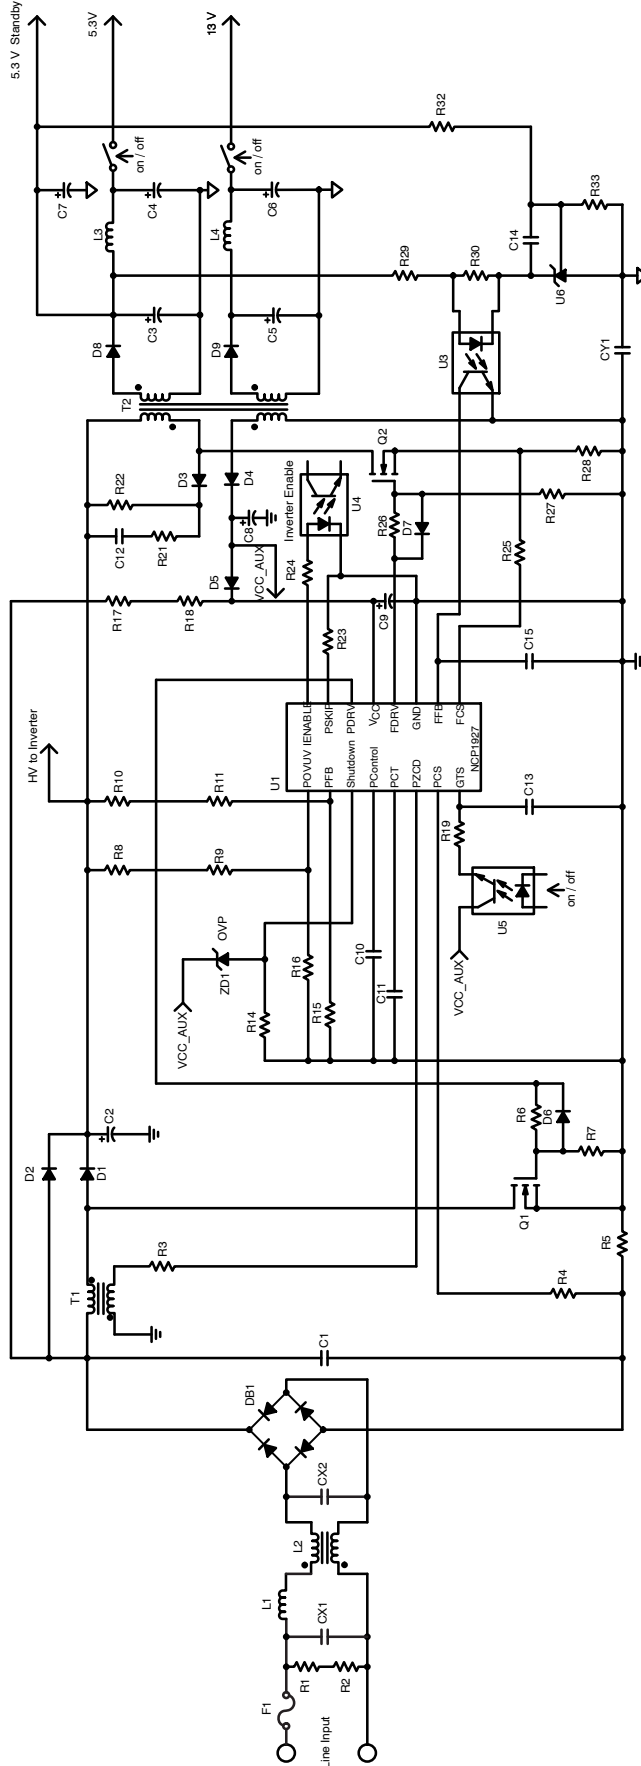 5.3 V Standby
5.3V
13 V
on / off
on / off
R32
C7
C4
C6
L3
L4
R29
R30
C14
R33
U6
D8
C3
D9
C5
U3
CY1
T2
R22
D3
D4
Inverter Enable
U4
Q2
R28
C12
R21
C8
R24
R26
D7
R27
R25
D5
VCC_AUX
R17
R18
R23
C9
C15
HV to Inverter
U1
IENABLE
PSKIP
PDRV
VCC
FDRV
GND
FFB
FCS
POVUV
PFB
Shutdown
PControl
PCT
PZCD
PCS
GTS
NCP1927
R10
R11
R8
R9
R19
C13
U5
on / off
VCC_AUX
OVP
ZD1
VCC_AUX
R16
R14
R15
C10
C11
C2
D2
D1
R6
D6
R7
Q1
R5
T1
R3
R4
C1
DB1
CX2
L2
L1
CX1
R1
R2
F1
Line Input